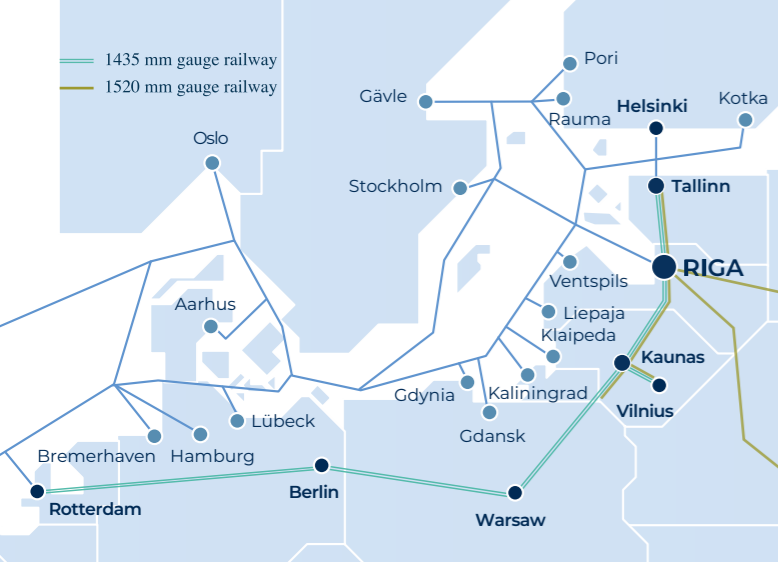 1435 mm gauge railway
1520 mm gauge railway
Pori
Gävle
Rauma
Helsinki
Kotka
Oslo
Stockholm
Tallinn
RIGA
Ventspils
Aarhus
Liepaja
Klaipeda
Kaunas
Gdynia
Kaliningrad
Vilnius
Lübeck
Gdansk
Bremerhaven
Hamburg
Berlin
Rotterdam
Warsaw